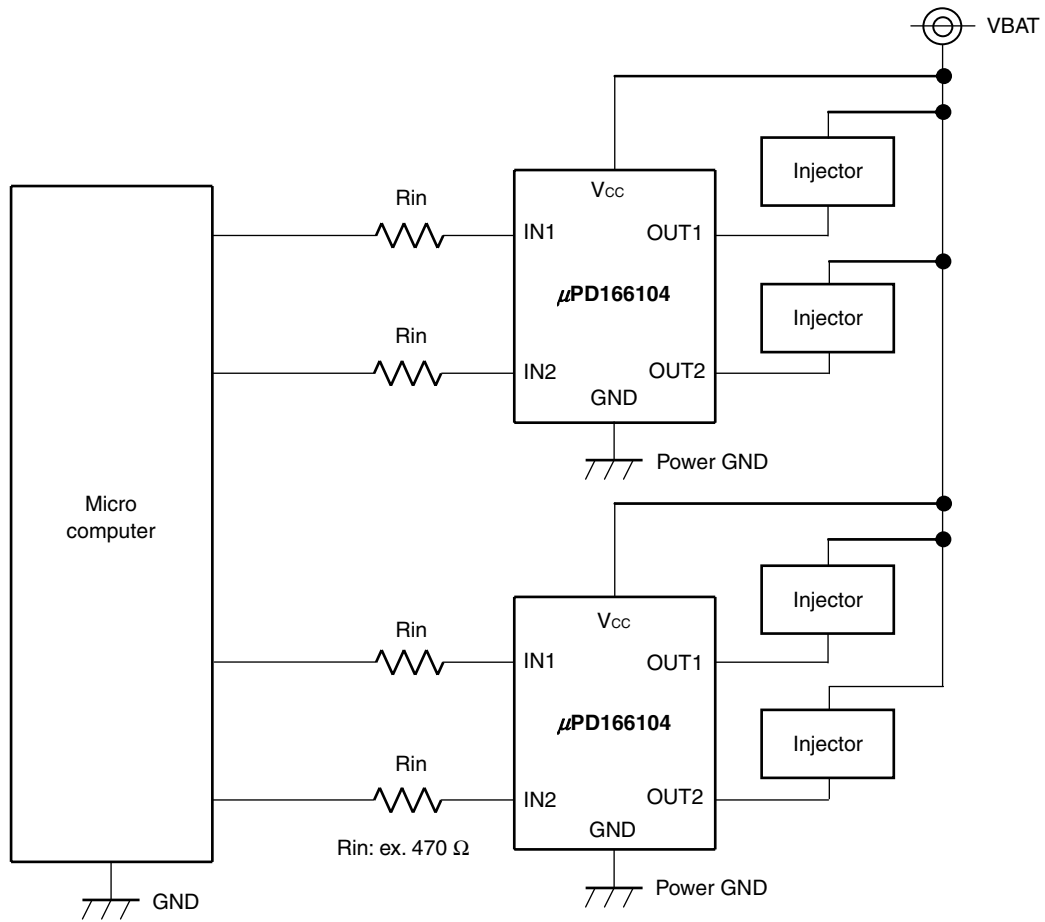 VBAT
Injector
Rin
VCC
IN1
OUT1
μPD166104
Injector
Rin
IN2
OUT2
GND
Power GND
Micro
computer
Injector
Rin
VCC
IN1
OUT1
μPD166104
Injector
Rin
IN2
OUT2
GND
Rin: ex. 470 Ω
GND
Power GND